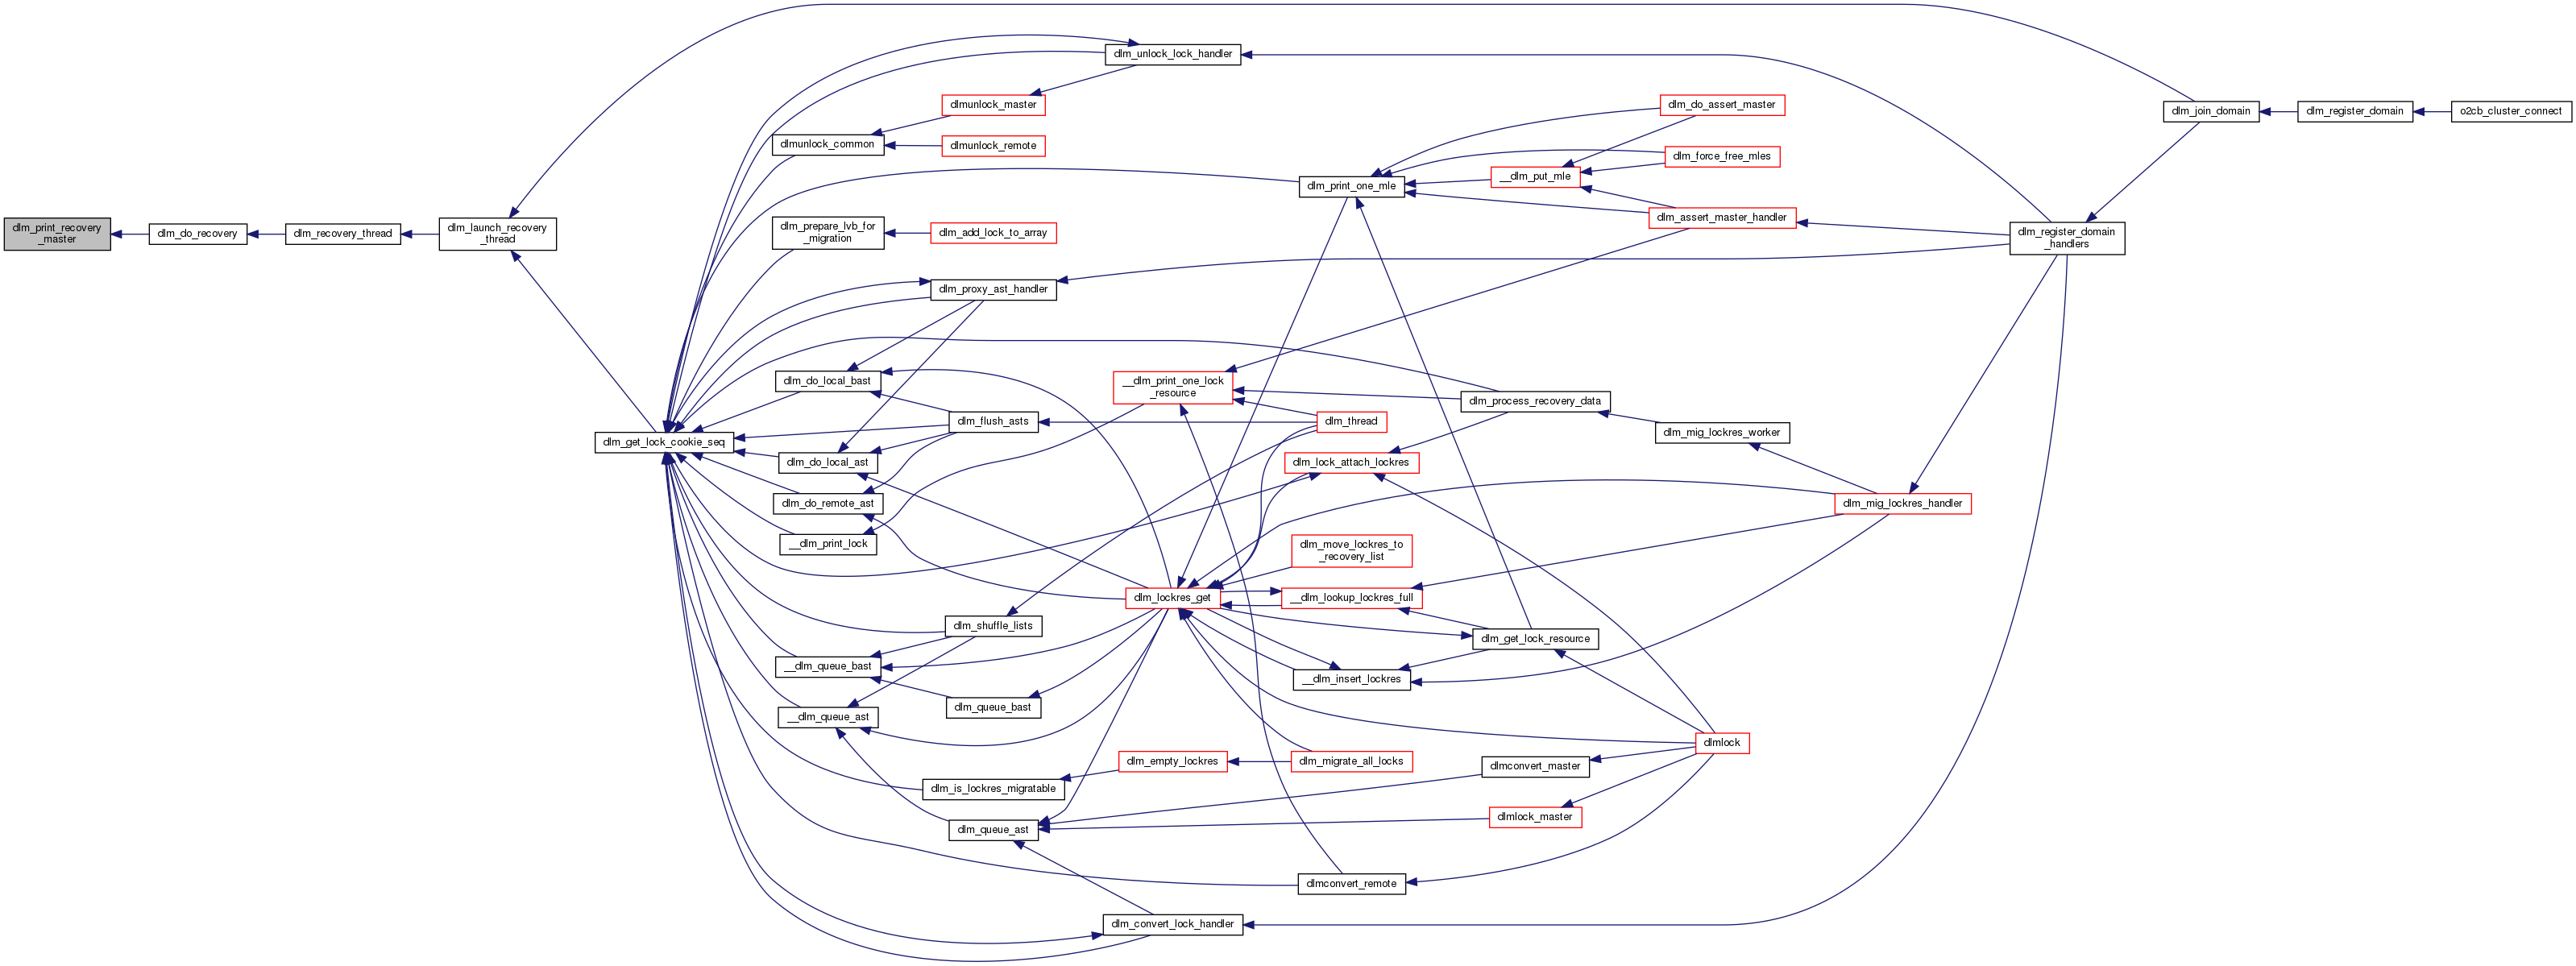 dlm_print_recovery
_master
dlm_do_recovery
dlm_recovery_thread
dlm_launch_recovery
_thread
dlm_get_lock_cookie_seq
dlm_unlock_lock_handler
dlmunlock_master
dlmunlock_common
dlmunlock_remote
dlm_prepare_lvb_for
_migration
dlm_add_lock_to_array
dlm_proxy_ast_handler
dlm_do_local_bast
dlm_flush_asts
dlm_do_local_ast
dlm_do_remote_ast
__dlm_print_lock
dlm_shuffle_lists
__dlm_queue_bast
dlm_queue_bast
__dlm_queue_ast
dlm_is_lockres_migratable
dlm_queue_ast
dlm_convert_lock_handler
__dlm_print_one_lock
_resource
dlm_lockres_get
dlm_empty_lockres
dlm_print_one_mle
dlm_thread
dlm_lock_attach_lockres
dlm_move_lockres_to
_recovery_list
__dlm_lookup_lockres_full
__dlm_insert_lockres
dlm_migrate_all_locks
dlmconvert_remote
__dlm_put_mle
dlm_process_recovery_data
dlm_get_lock_resource
dlmconvert_master
dlmlock_master
dlm_do_assert_master
dlm_force_free_mles
dlm_assert_master_handler
dlm_mig_lockres_worker
dlmlock
dlm_mig_lockres_handler
dlm_register_domain
_handlers
dlm_join_domain
dlm_register_domain
o2cb_cluster_connect